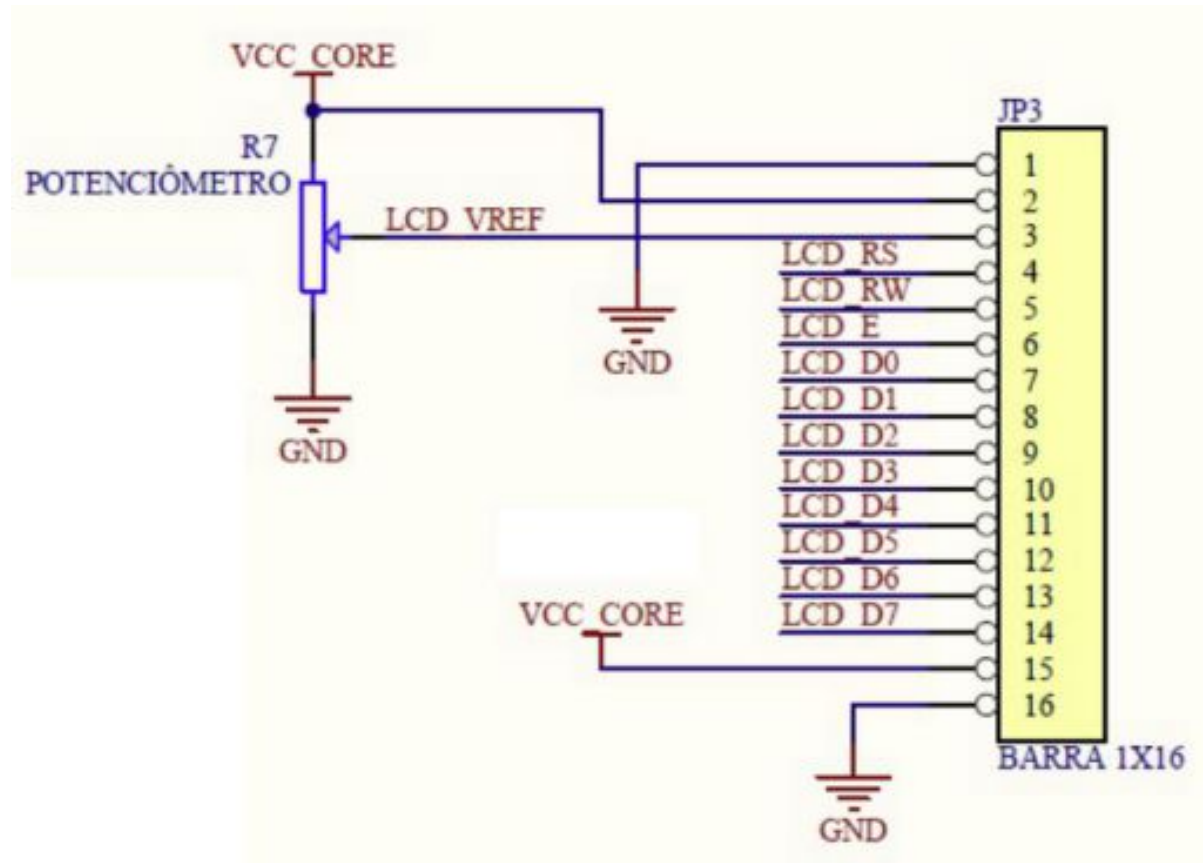 VCC_CORE
JP3
R7
POTENCIÔMETRO
LCD_VREF
GND
GND
LCD_RS
LCD_RW
LCD_E
LCD_D0
LCD_D1
LCD_D2
LCD_D3
LCD_D4
LCD_D5
LCD_D6
LCD_D7
VCC_CORE
GND
1
2
3
4
5
6
7
8
9
10
11
12
13
14
15
16
BARRA 1X16